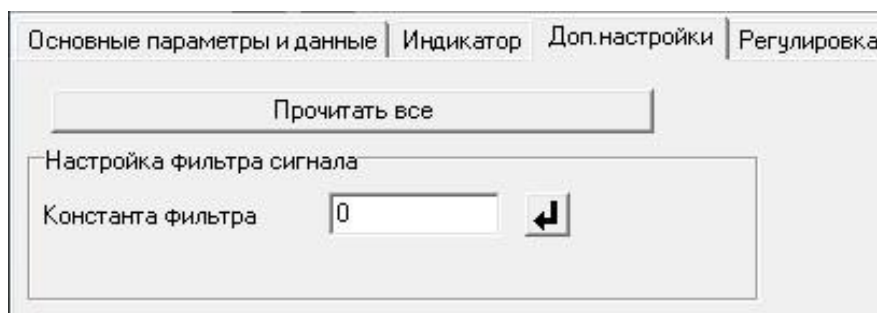 Основные параметры и данные Индикатор Доп.настройки Регулировка
Прочитать все
Настройка фильтра сигнала
Константа фильтра 0